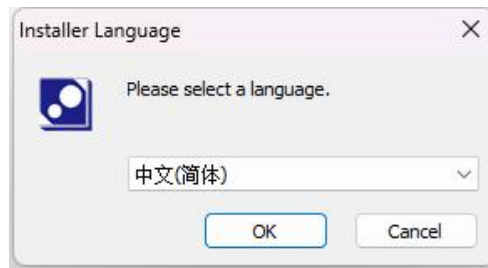 Installer Language
Please select a language.
中文(简体)
OK
Cancel